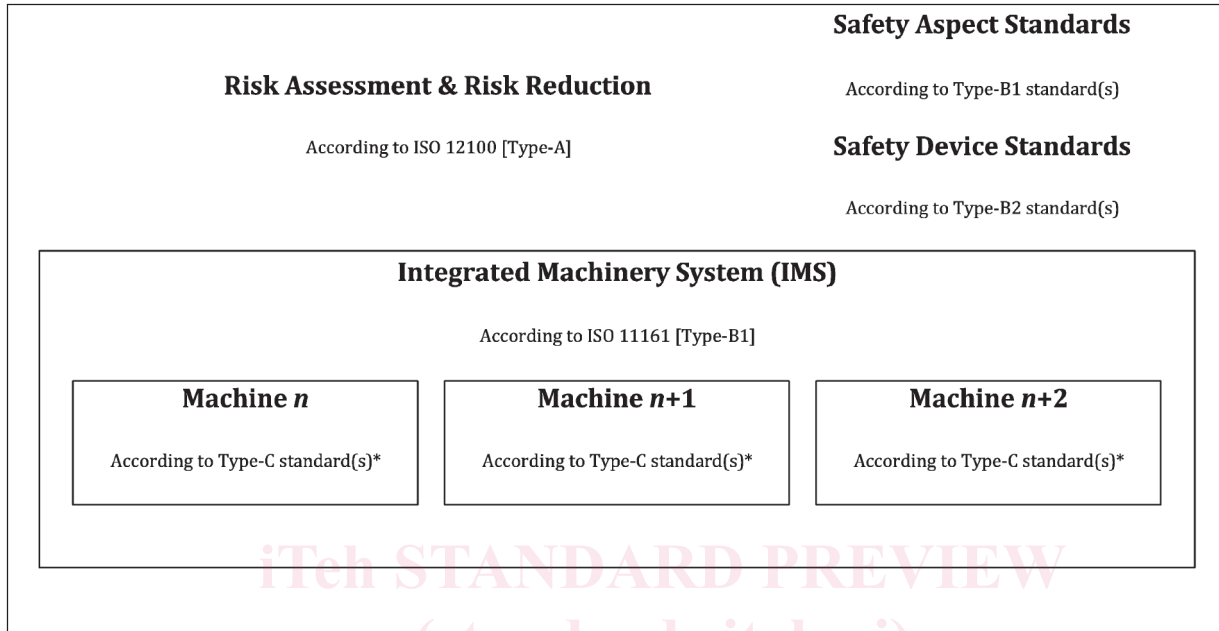 Safety Aspect Standards
Risk Assessment & Risk Reduction
According to Type-B1 standard(s)
According to ISO 12100 [Type-A]
Safety Device Standards
According to Type-B2 standard(s)
Integrated Machinery System (IMS)
According to ISO 11161 [Type-B1]
Machine n
Machine n+1
Machine n+2
According to Type-C standard(s)*
According to Type-C standard(s)*
According to Type-C standard(s)*
iTeh STANDARD PREVIEW